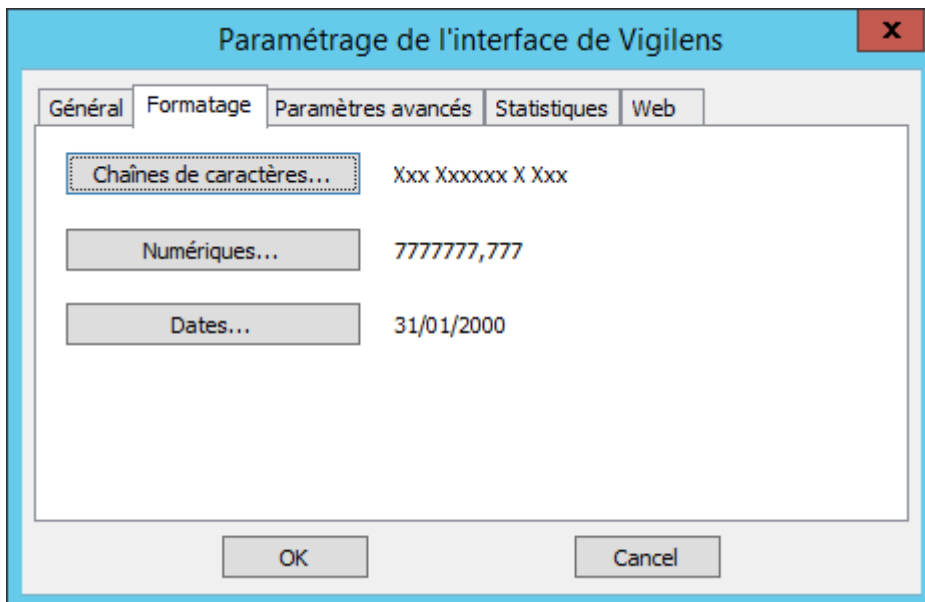 Paramétrage de l'interface de Vigilens
x
Général Formatage Paramètres avancés Statistiques Web
Chaînes de caractères... Xxx Xxxxxx X Xxx
Numériques... 7777777,777
Dates... 31/01/2000
OK Cancel